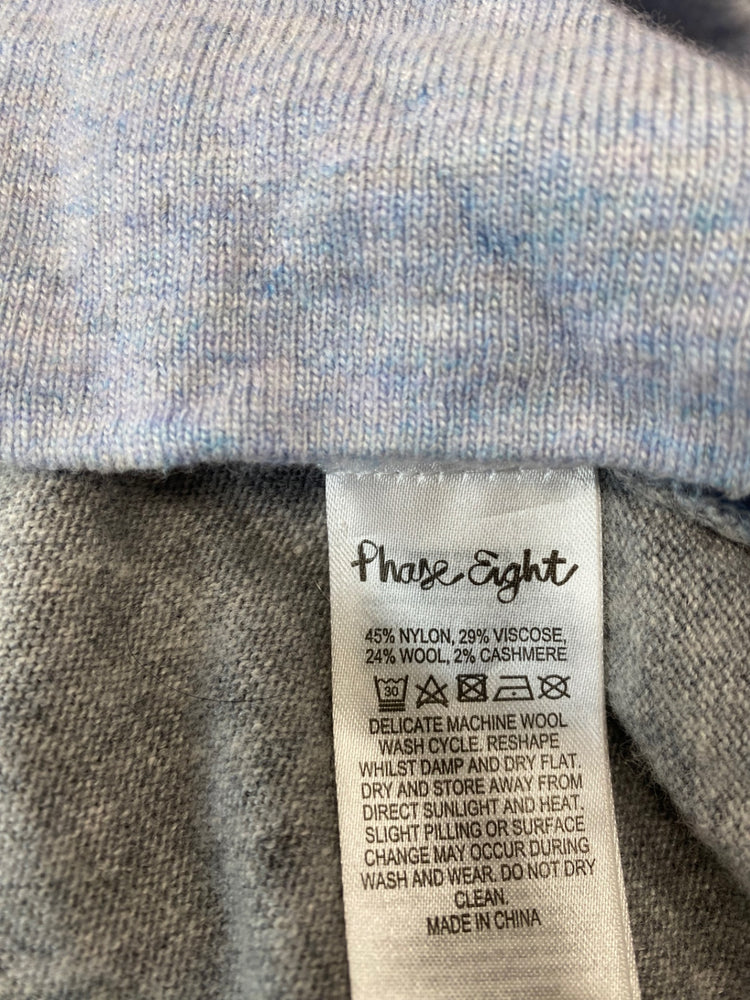 Phase Eight
45% NYLON, 29% VISCOSE,
24% WOOL, 2% CASHMERE
30
DELICATE MACHINE WOOL
WASH CYCLE. RESHAPE
WHILST DAMP AND DRY FLAT.
DRY AND STORE AWAY FROM
DIRECT SUNLIGHT AND HEAT.
SLIGHT PILLING OR SURFACE
CHANGE MAY OCCUR DURING
WASH AND WEAR. DO NOT DRY
CLEAN.
MADE IN CHINA